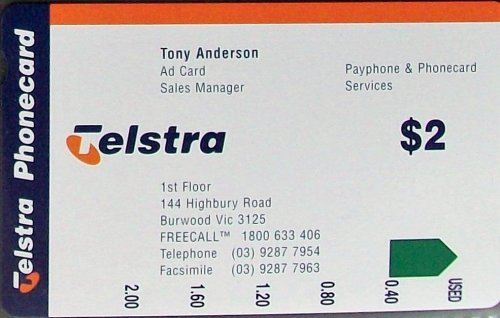 Telstra Phonecard
Tony Anderson
Ad Card
Sales Manager
Payphone & Phonecard
Services
Telstra
$2
1st Floor
144 Highbury Road
Burwood Vic 3125
FREECALL™ 1800 633 406
Telephone (03) 9287 7954
Facsimile (03) 9287 7963
2.00
1.60
1.20
0.80
0.40
USED